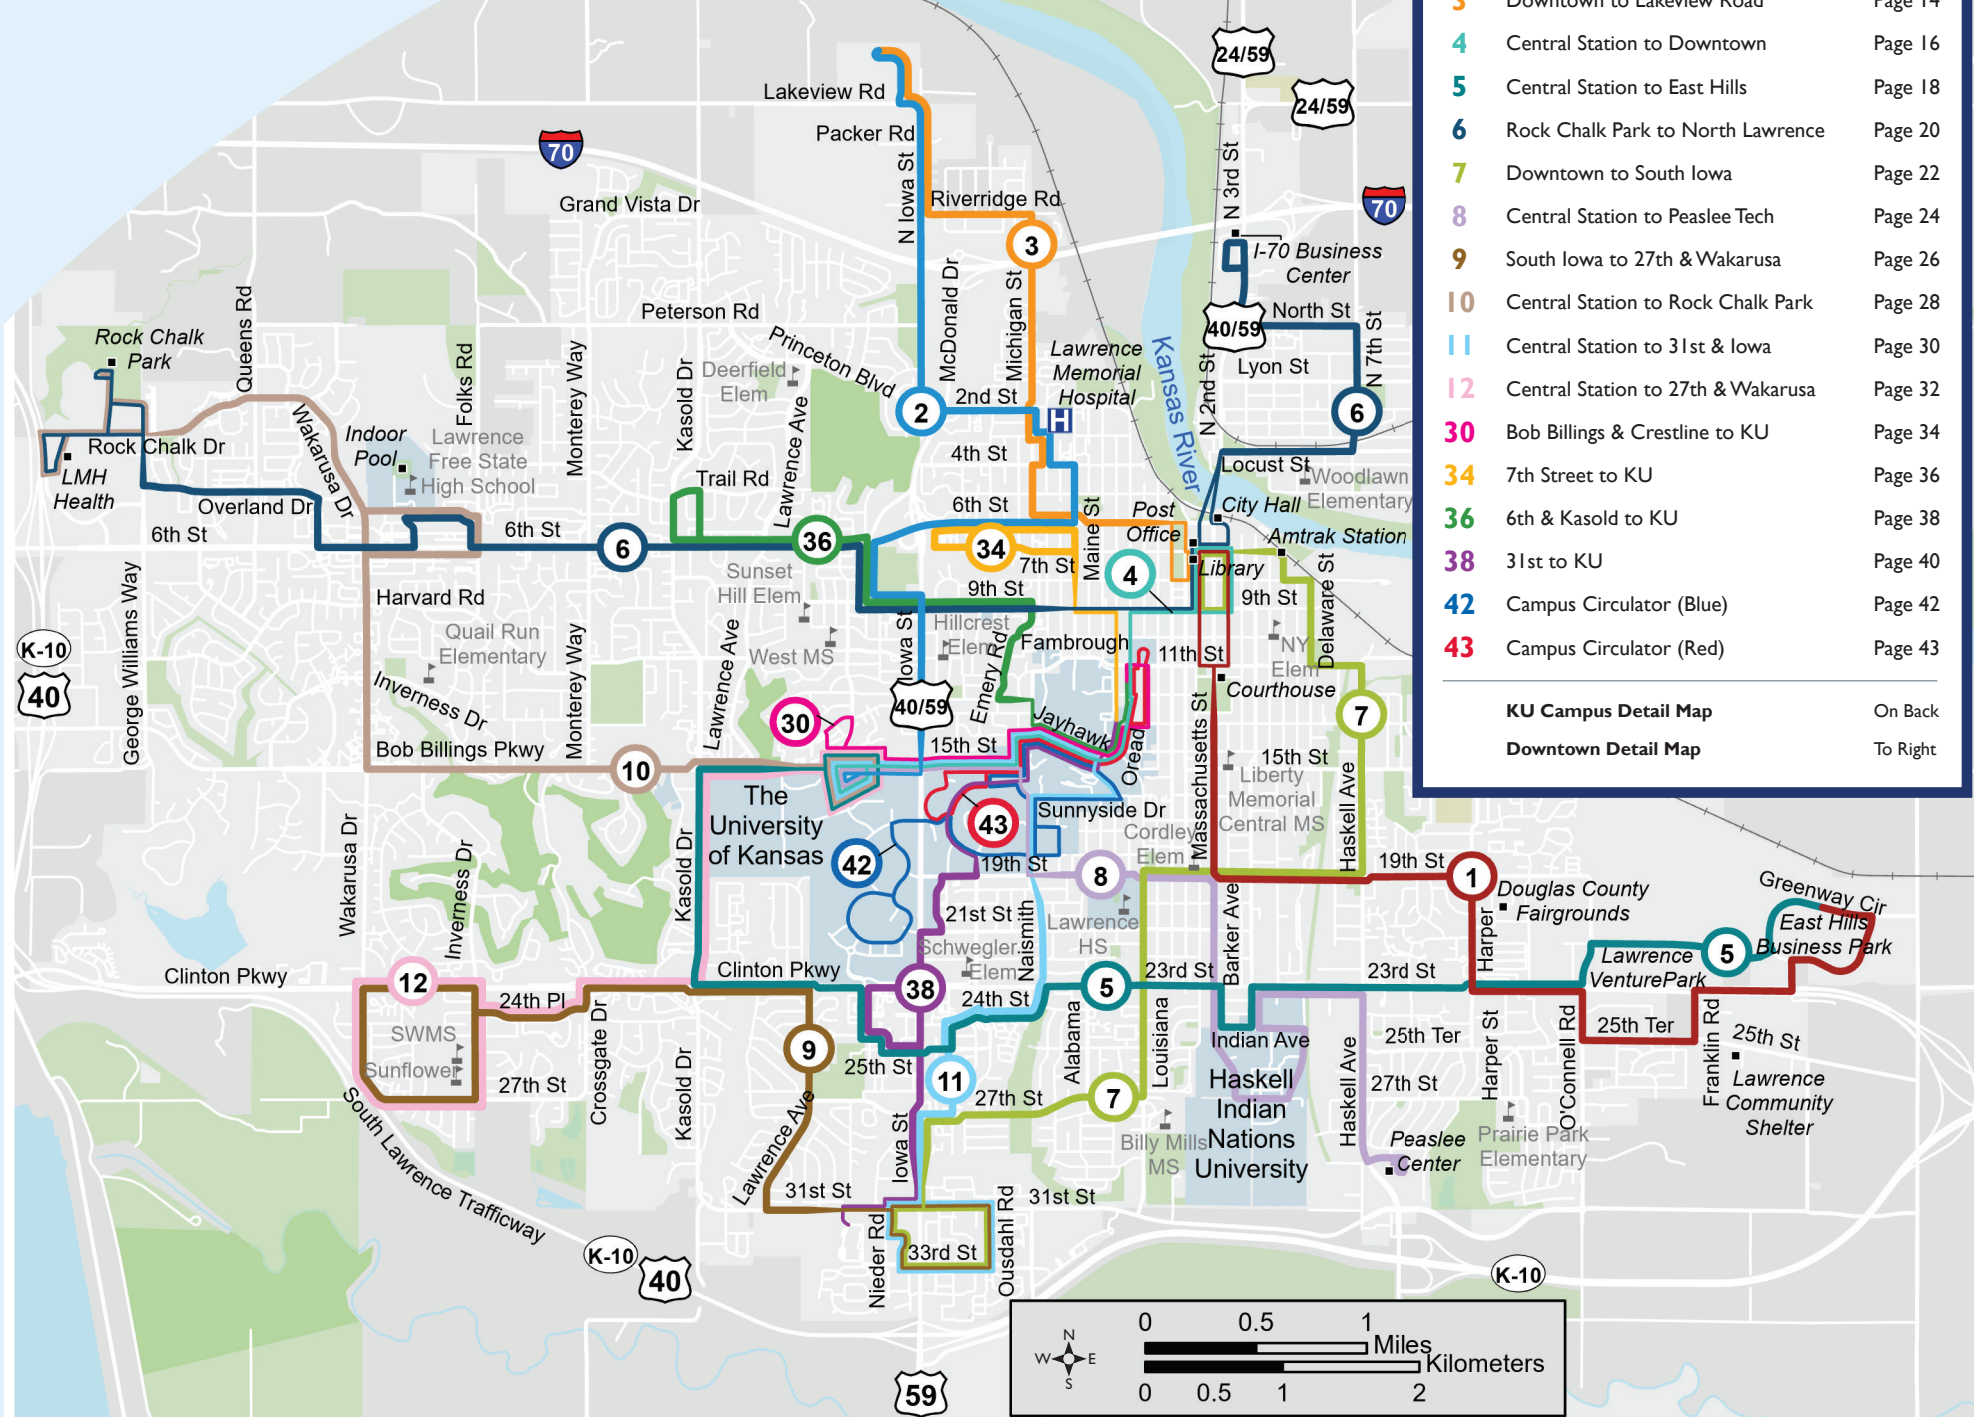 3 Downtown to Lakeview Road Page 14
4 Central Station to Downtown Page 16
5 Central Station to East Hills Page 18
6 Rock Chalk Park to North Lawrence Page 20
7 Downtown to South Iowa Page 22
8 Central Station to Peaslee Tech Page 24
9 South Iowa to 27th & Wakarusa Page 26
10 Central Station to Rock Chalk Park Page 28
11 Central Station to 31st & Iowa Page 30
12 Central Station to 27th & Wakarusa Page 32
30 Bob Billings & Crestline to KU Page 34
34 7th Street to KU Page 36
36 6th & Kasold to KU Page 38
38 31st to KU Page 40
42 Campus Circulator (Blue) Page 42
43 Campus Circulator (Red) Page 43
KU Campus Detail Map On Back
Downtown Detail Map To Right
24/59
24/59
Lakeview Rd
Packer Rd
70
N Iowa St
N 3rd St
Grand Vista Dr
Riverridge Rd
70
3
I-70 Business
Center
McDonald Dr
Michigan St
Queens Rd
Peterson Rd
40/59
North St
Rock Chalk
Park
Folks Rd
Monterey Way
Kasold Dr
Princeton Blvd
Deerfield
Elem
Lawrence
Memorial
Hospital
Kansas River
N 2nd St
Lyon St
N 7th St
Lawrence Ave
2
2nd St
H
6
Wakarusa Dr
Rock Chalk Dr
Indoor
Pool
Lawrence
Free State
High School
4th St
Locust St
Woodlawn
Elementary
LMH
Health
Trail Rd
Overland Dr
6th St
6th St
6
36
6th St
34
7th St
Maine St
Post
Office
City Hall
Amtrak Station
Library
4
Sunset
Hill Elem
9th St
9th St
Delaware St
George Williams Way
Harvard Rd
Quail Run
Elementary
Monterey Way
Lawrence Ave
West MS
Iowa St
Hillcrest
Elem
Emery Rd
Fambrough
11th St
NY
Elem
K-10
40
Inverness Dr
40/59
Courthouse
30
Jayhawk
Oread
Massachusetts St
7
Bob Billings Pkwy
10
15th St
15th St
Haskell Ave
Liberty
Memorial
Central MS
The
University
of Kansas
43
Sunnyside Dr
Cordley
Elem
Wakarusa Dr
Inverness Dr
Kasold Dr
42
19th St
8
19th St
1
Douglas County
Fairgrounds
Greenway Cir
East Hills
Business Park
21st St
Naismith
Lawrence
HS
Barker Ave
Harper
Schwegler
Elem
Clinton Pkwy
12
Clinton Pkwy
38
24th St
5
23rd St
23rd St
Lawrence
VenturePark
5
24th Pl
Crossgate Dr
SWMS
Sunflower
9
25th St
Alabama
Louisiana
Indian Ave
25th Ter
Harper St
O'Connell Rd
25th Ter
Franklin Rd
25th St
27th St
Kasold Dr
11
27th St
7
Haskell
Indian
Nations
University
Haskell Ave
27th St
Lawrence
Community
Shelter
South Lawrence Trafficway
Lawrence Ave
Iowa St
Billy Mills
MS
Peaslee
Center
Prairie Park
Elementary
31st St
31st St
Nieder Rd
33rd St
Ousdahl Rd
K-10
40
K-10
59
N
W E
S
0 0.5 1
Miles
Kilometers
0 0.5 1 2